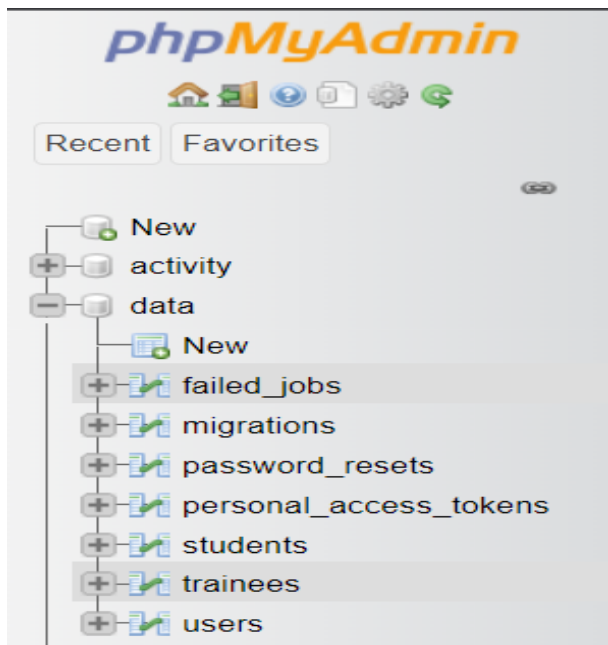 phpMyAdmin
Recent Favorites
New
activity
data
New
failed_jobs
migrations
password_resets
personal_access_tokens
students
trainees
users